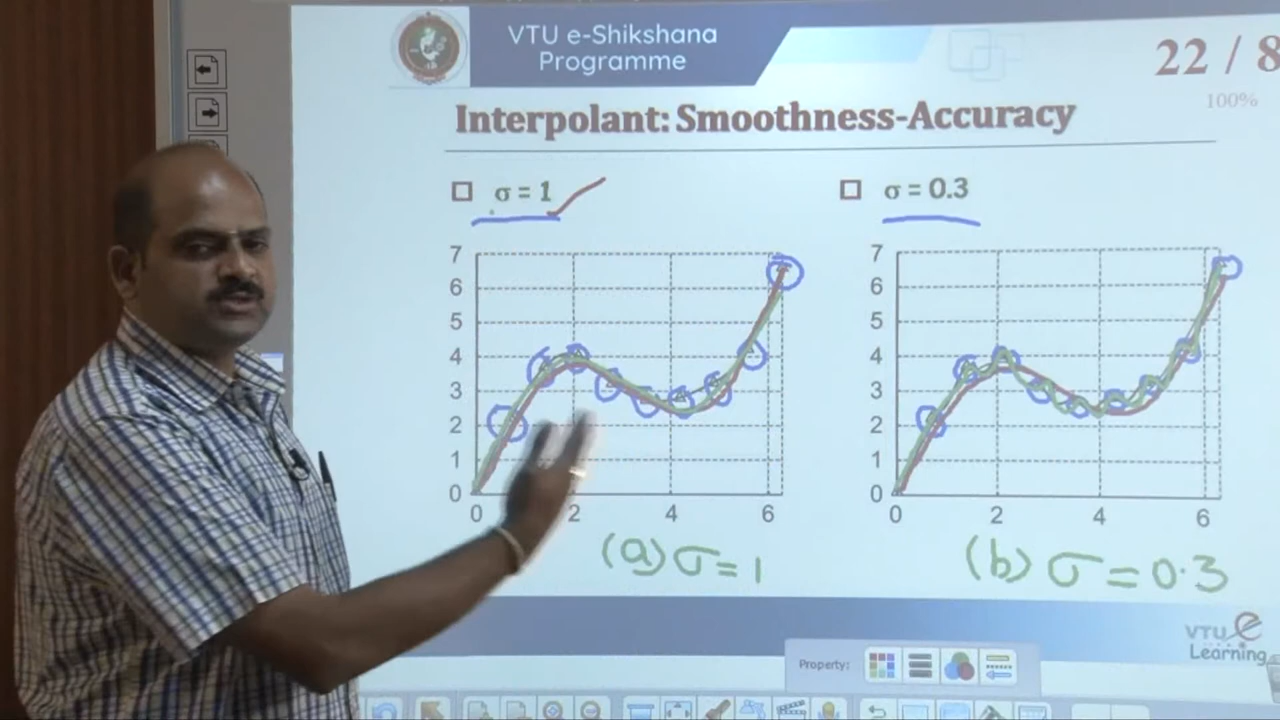 VTU e-Shikshana
Programme
22 / 8
100%
Interpolant: Smoothness-Accuracy
σ = 1
σ = 0.3
7
6
5
4
3
2
1
0
0 2 4 6
7
6
5
4
3
2
1
0
0 2 4 6
(a) σ = 1
(b) σ = 0.3
VTU e
Learning
Property: